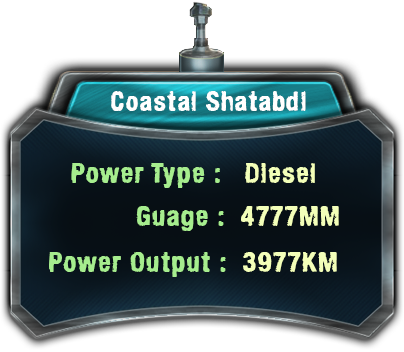 Coastal Shatabdi
Power Type : Diesel
Guage : 4777MM
Power Output : 3977KM